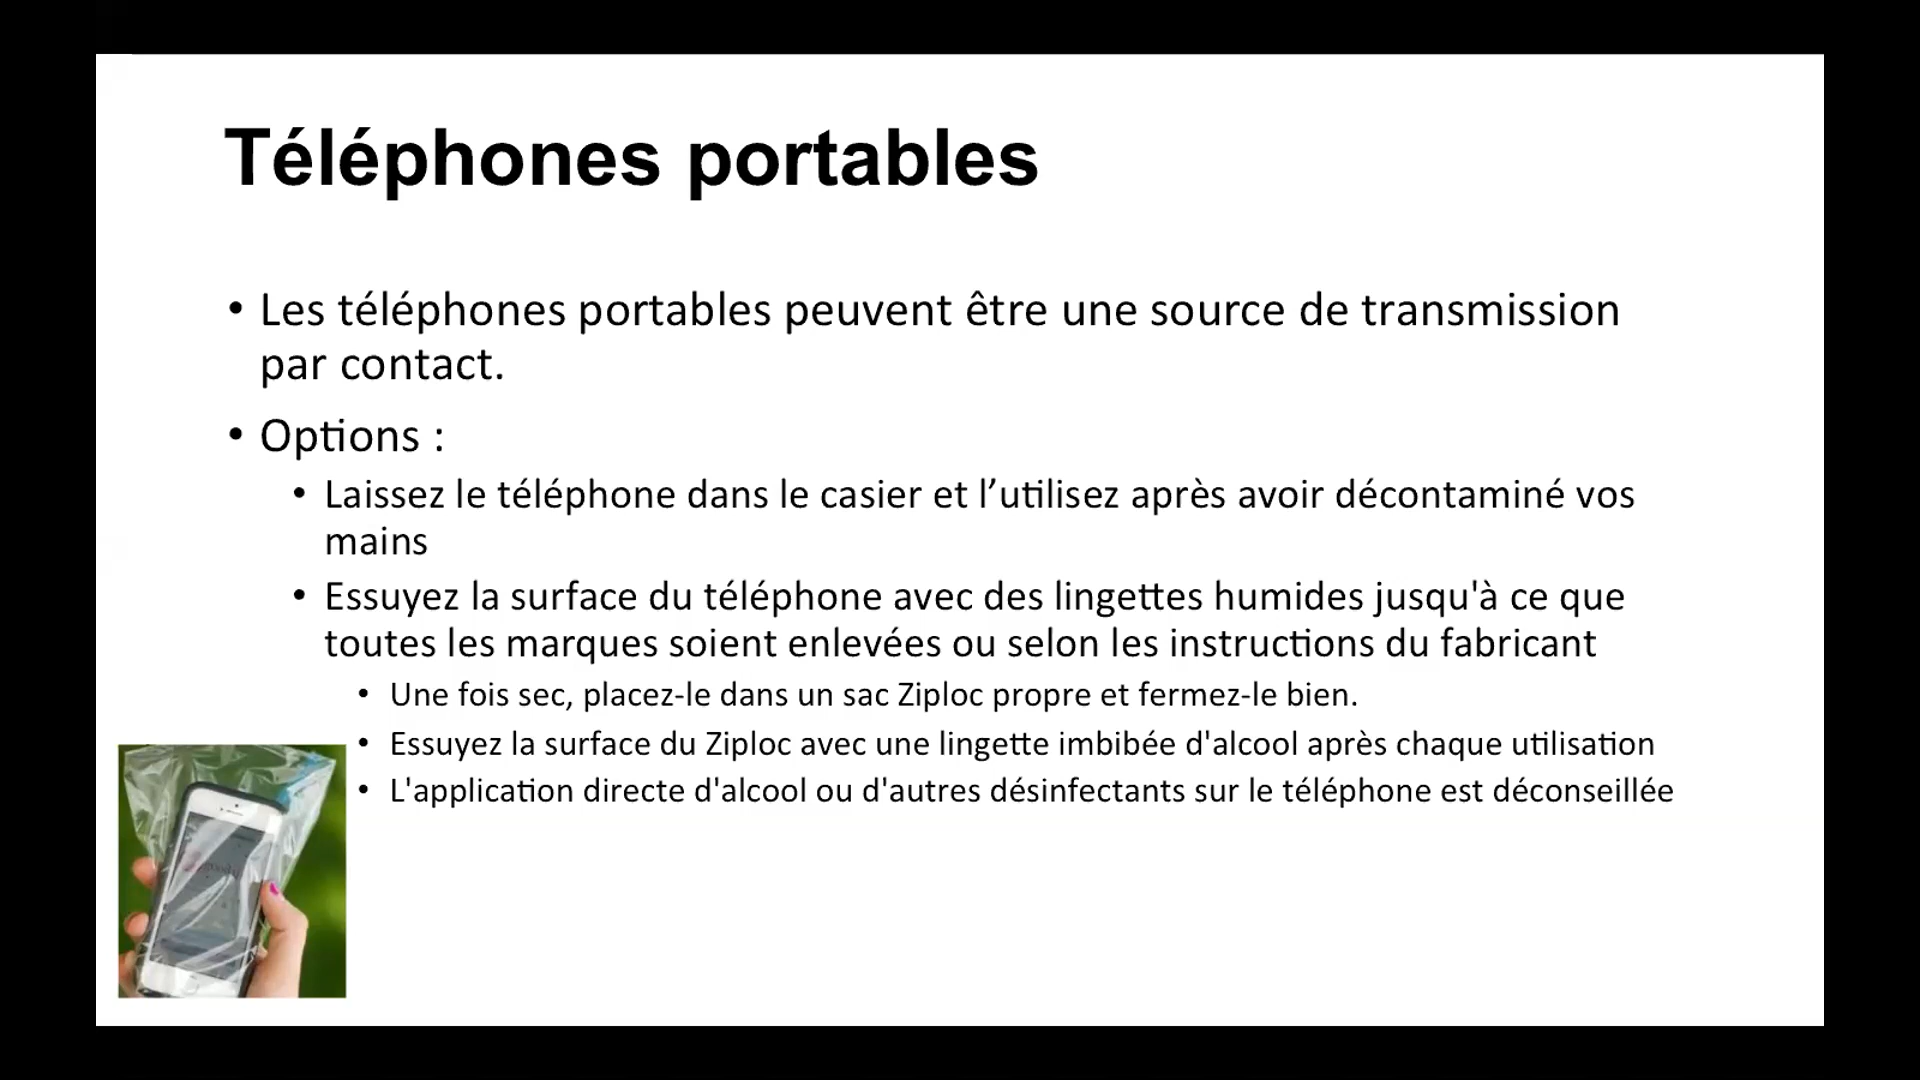 Téléphones portables
• Les téléphones portables peuvent être une source de transmission
par contact.
• Options :
• Laissez le téléphone dans le casier et l’utilisez après avoir décontaminé vos
mains
• Essuyez la surface du téléphone avec des lingettes humides jusqu'à ce que
toutes les marques soient enlevées ou selon les instructions du fabricant
• Une fois sec, placez-le dans un sac Ziploc propre et fermez-le bien.
• Essuyez la surface du Ziploc avec une lingette imbibée d'alcool après chaque utilisation
• L'application directe d'alcool ou d'autres désinfectants sur le téléphone est déconseillée